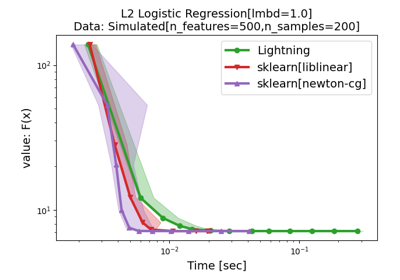 L2 Logistic Regression[lmbd=1.0]
Data: Simulated[n_features=500,n_samples=200]
Lightning
sklearn[liblinear]
sklearn[newton-cg]
value: F(x)
10²
10¹
10⁻²
10⁻¹
Time [sec]